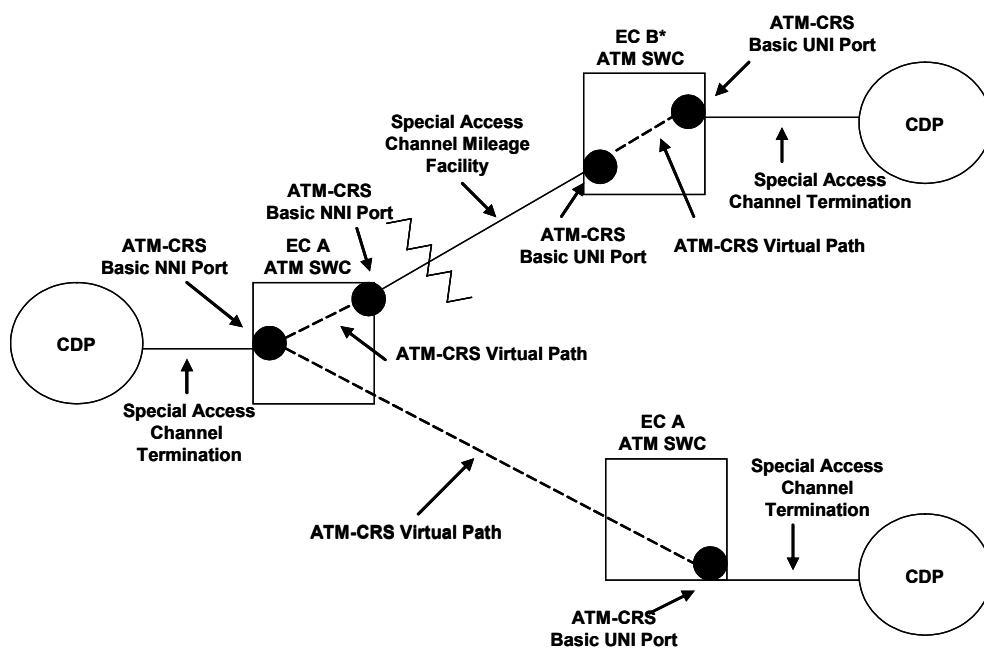 ATM-CRS
Basic UNI Port
EC B*
ATM SWC
CDP
Special Access
Channel Mileage
Facility
Special Access
Channel Termination
ATM-CRS
Basic NNI Port
ATM-CRS
Basic UNI Port
ATM-CRS Virtual Path
ATM-CRS
Basic NNI Port
EC A
ATM SWC
CDP
ATM-CRS Virtual Path
Special Access
Channel
Termination
EC A
ATM SWC
Special Access
Channel
Termination
ATM-CRS Virtual Path
CDP
ATM-CRS
Basic UNI Port